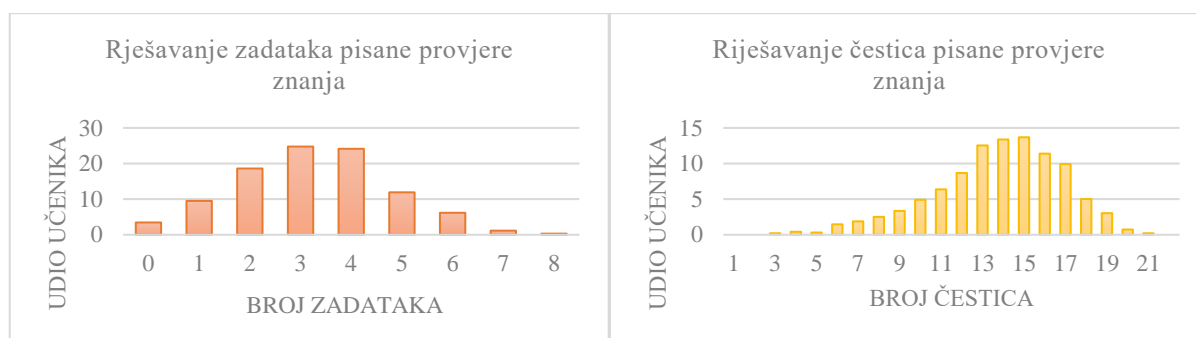 Rješavanje zadataka pisane provjere
znanja
UDIO UČENIKA
30
20
10
0
0 1 2 3 4 5 6 7 8
BROJ ZADATAKA
Riješavanje čestica pisane provjere
znanja
UDIO UČENIKA
15
10
5
0
1 3 5 7 9 11 13 15 17 19 21
BROJ ČESTICA